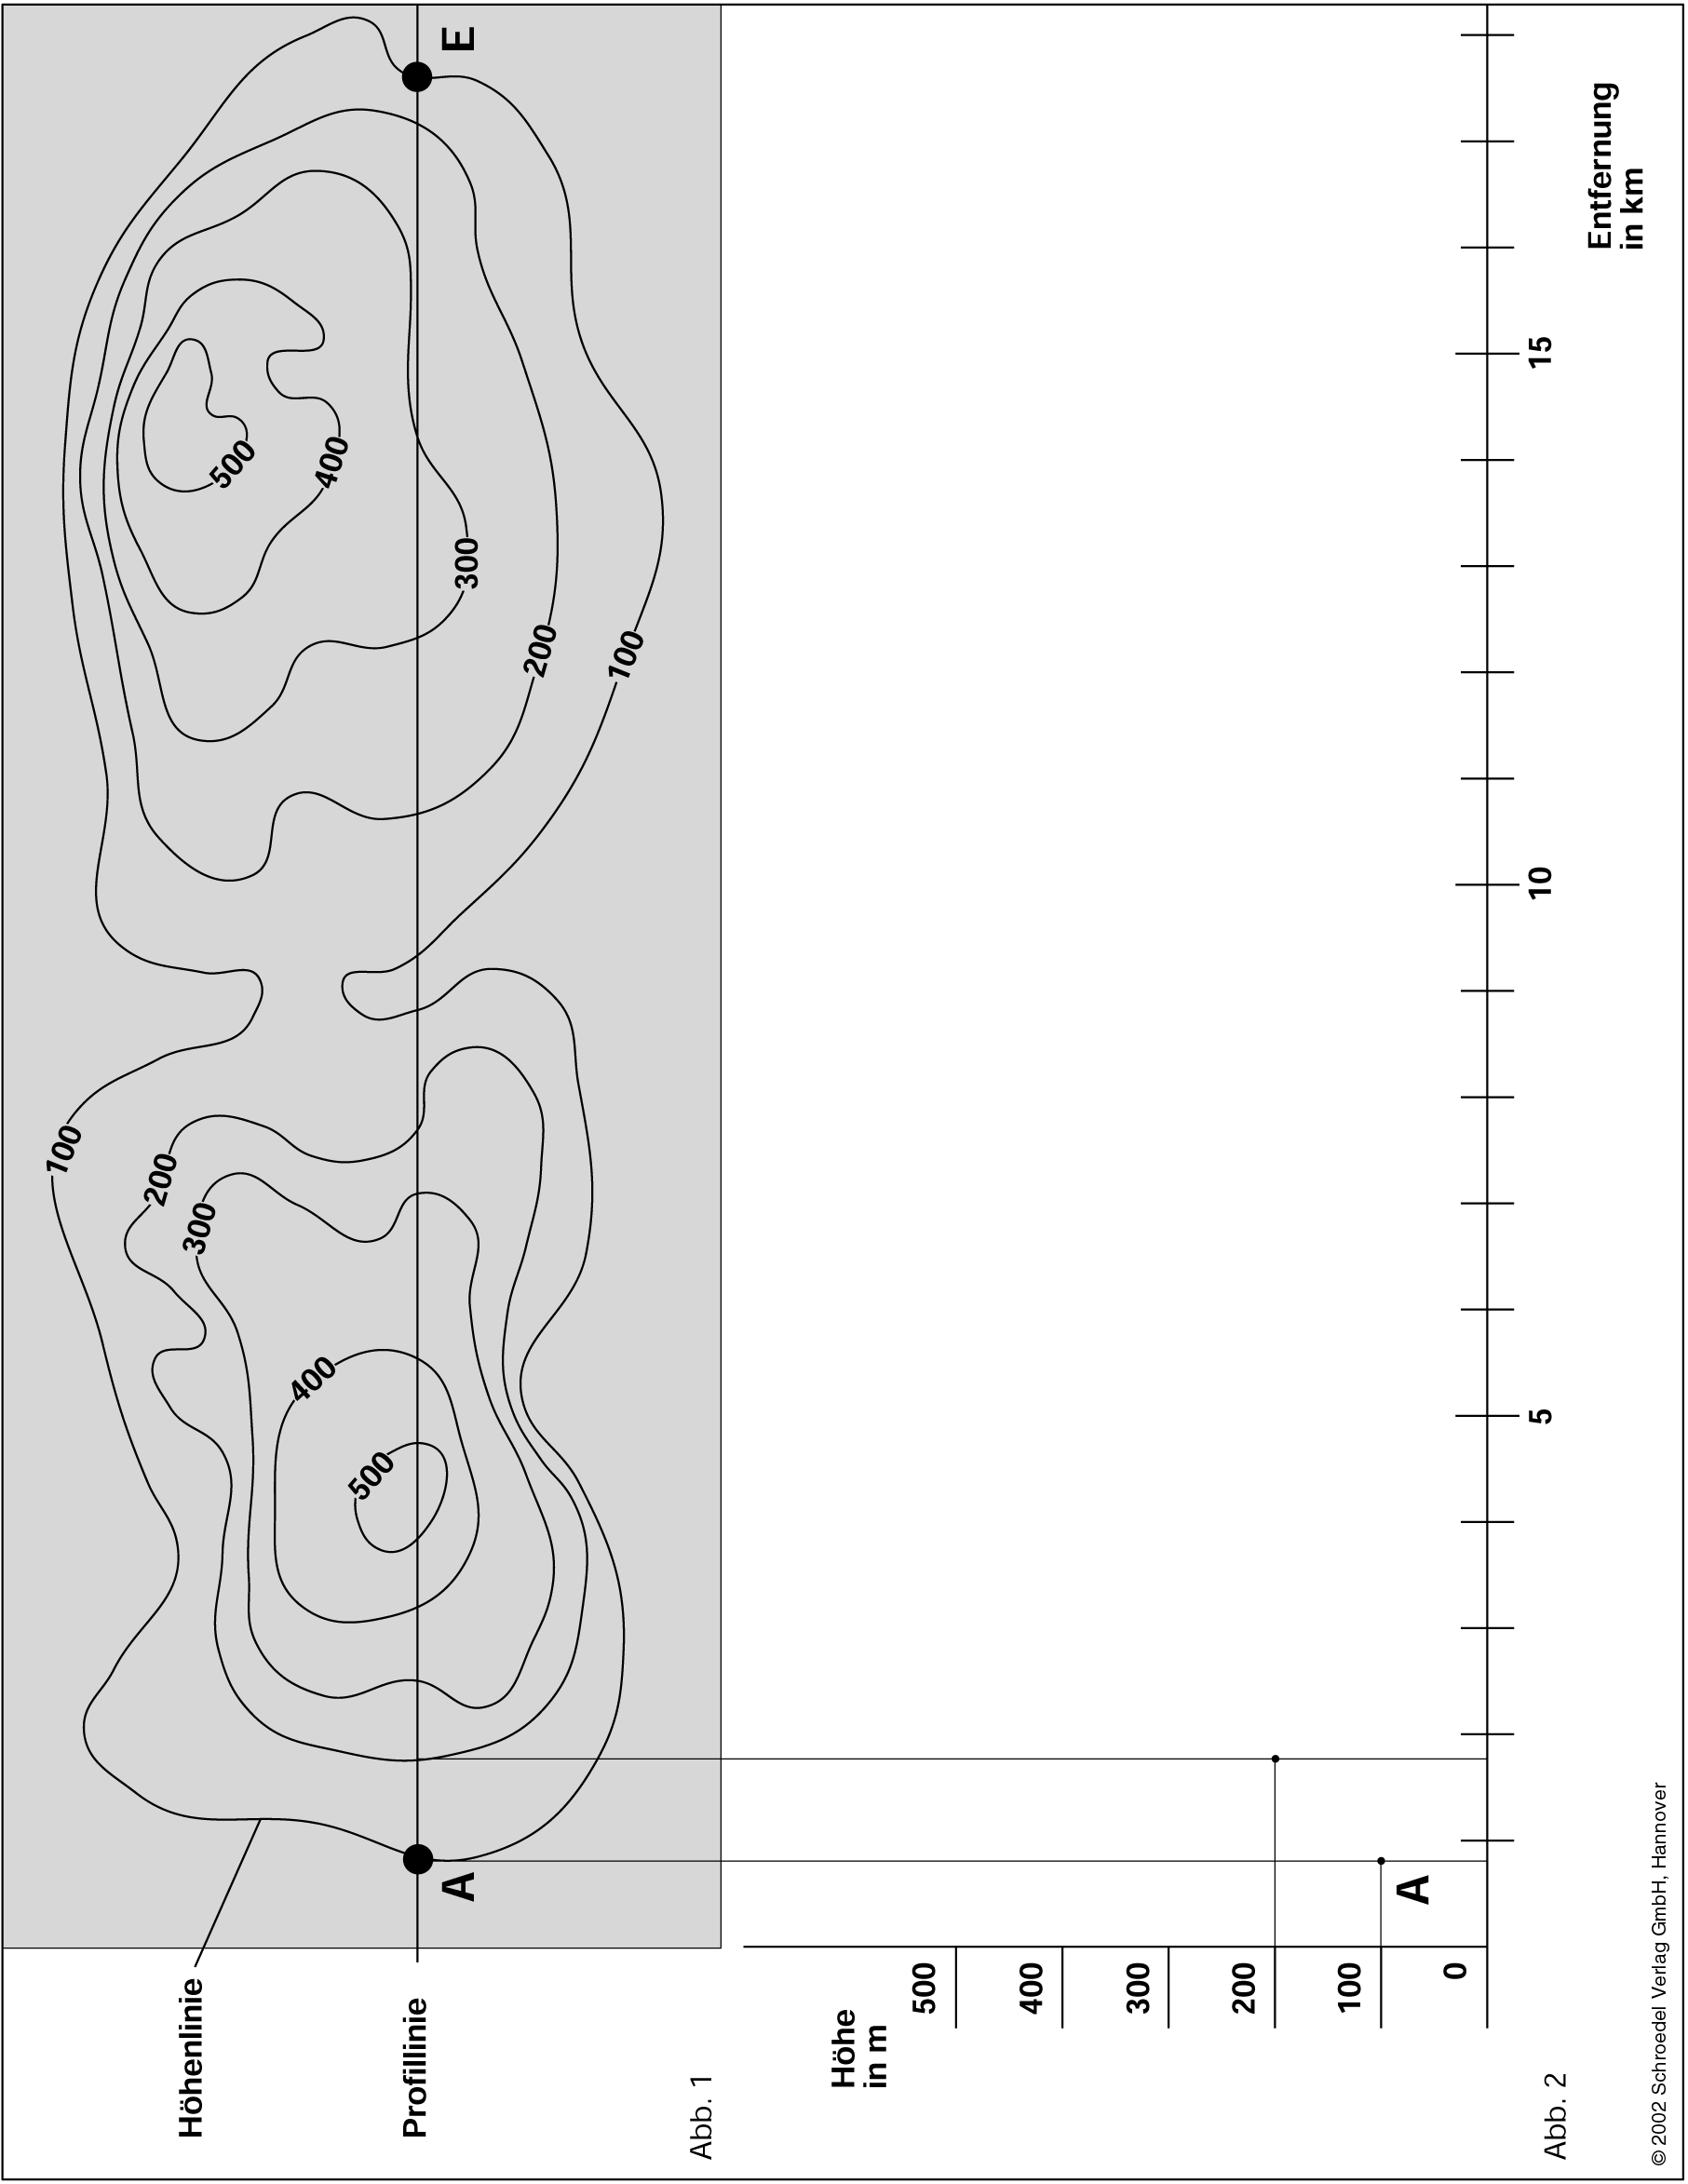 Höhenlinie
Profillinie
Abb. 1
A
E
100
200
300
400
500
500
400
300
200
100
Höhe
in m
500
400
300
200
100
0
A
5
10
15
Entfernung
in km
Abb. 2
© 2002 Schroedel Verlag GmbH, Hannover